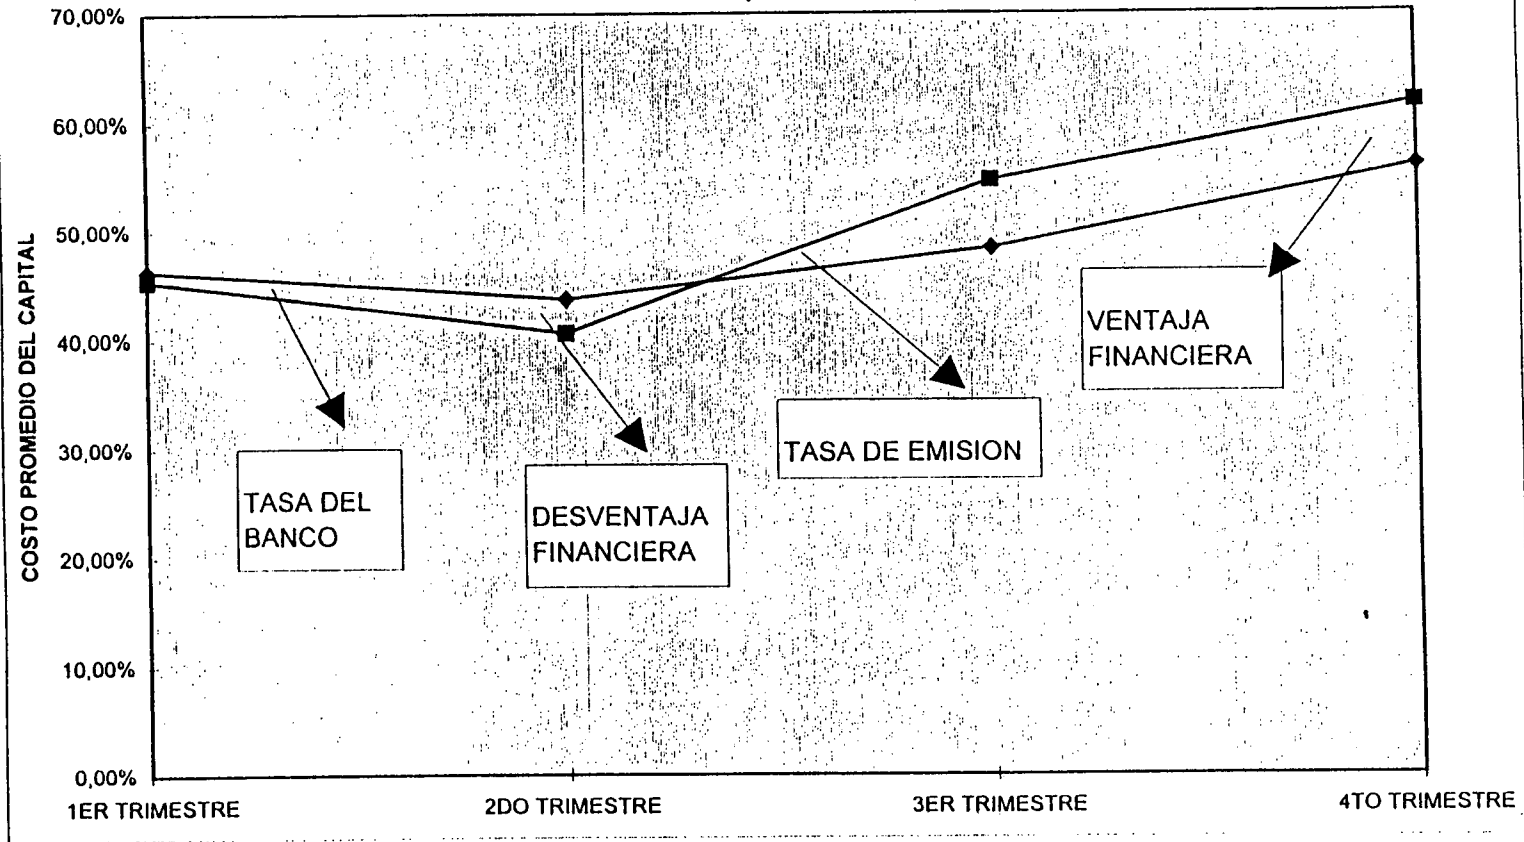 70,00%
60,00%
50,00%
40,00%
30,00%
20,00%
10,00%
0,00%
COSTO PROMEDIO DEL CAPITAL
TASA DEL
BANCO
DESVENTAJA
FINANCIERA
TASA DE EMISION
VENTAJA
FINANCIERA
1ER TRIMESTRE
2DO TRIMESTRE
3ER TRIMESTRE
4TO TRIMESTRE